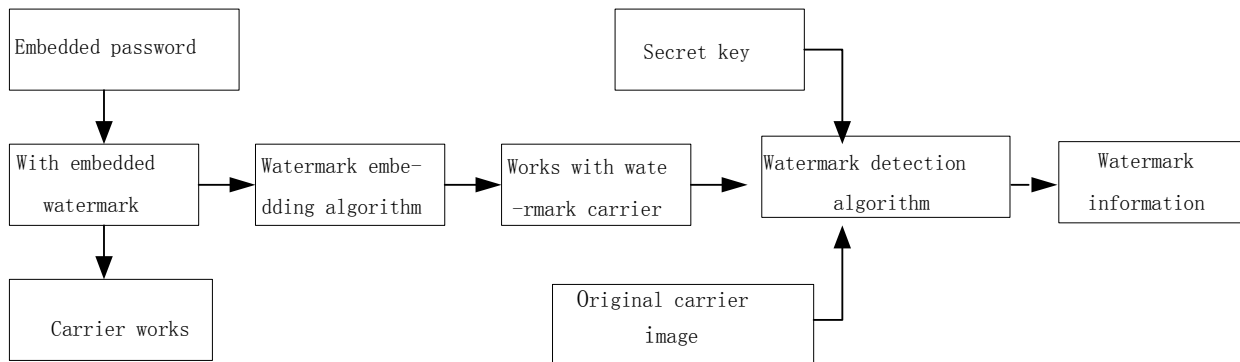 Embedded password
Secret key
With embedded
watermark
Watermark embe-
dding algorithm
Works with wate
-rmark carrier
Watermark detection
algorithm
Watermark
information
Carrier works
Original carrier
image